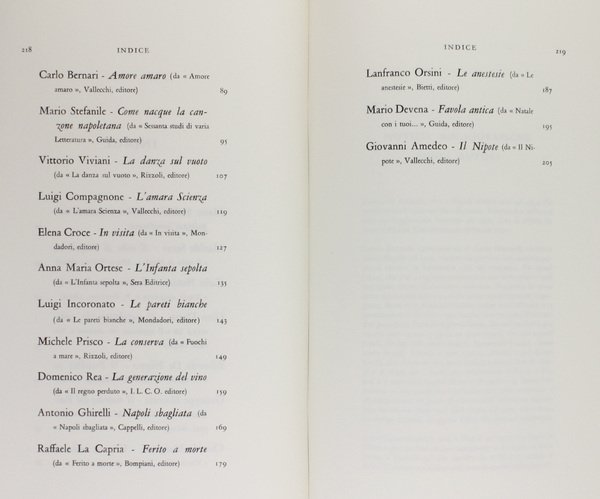 218
INDICE
Carlo Bernari - Amore amaro (da « Amore
amaro », Vallecchi, editore) 89
Mario Stefanile - Come nacque la can-
zone napoletana (da « Sessanta studi di varia
Letteratura », Guida, editore) 95
Vittorio Viviani - La danza sul vuoto
(da « La danza sul vuoto », Rizzoli, editore) 107
Luigi Compagnone - L'amara Scienza
(da « L'amara Scienza », Vallecchi, editore) 119
Elena Croce - In visita (da « In visita », Mon-
dadori, editore) 127
Anna Maria Ortese - L'Infanta sepolta
(da « L'Infanta sepolta », Sera Editrice) 135
Luigi Incoronato - Le pareti bianche
(da « Le pareti bianche », Mondadori, editore) 143
Michele Prisco - La conserva (da « Fuochi
a mare », Rizzoli, editore) 149
Domenico Rea - La generazione del vino
(da « Il regno perduto », I. L. C. O. editore) 159
Antonio Ghirelli - Napoli sbagliata (da
« Napoli sbagliata », Cappelli, editore) 169
Raffaele La Capria - Ferito a morte
(da « Ferito a morte », Bompiani, editore) 179
INDICE
219
Lanfranco Orsini - Le anestesie (da « Le
anestesie », Bietti, editore) 187
Mario Devena - Favola antica (da « Natale
con i tuoi... », Guida, editore) 195
Giovanni Amedeo - Il Nipote (da « Il Ni-
pote », Vallecchi, editore) 205